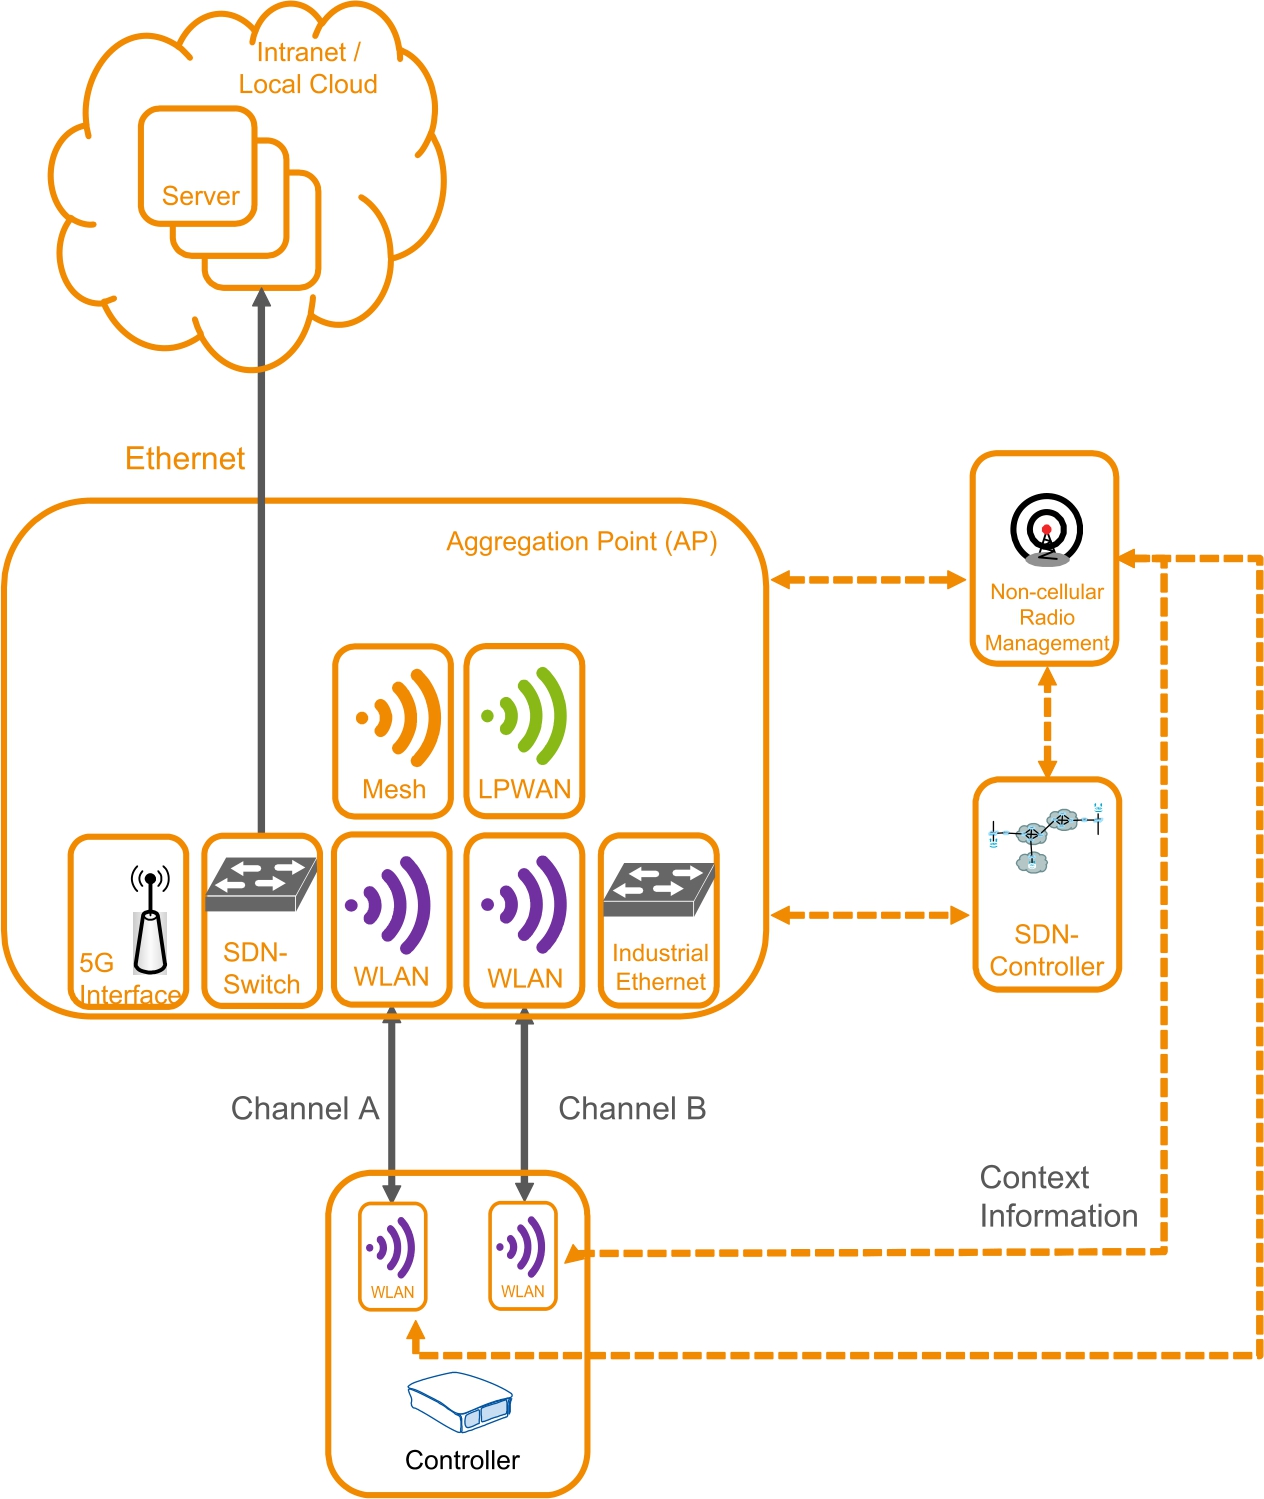 Intranet /
Local Cloud
Server
Ethernet
Aggregation Point (AP)
Non-cellular
Radio
Management
Mesh
LPWAN
5G
Interface
SDN-
Switch
WLAN
WLAN
Industrial
Ethernet
SDN-
Controller
Channel A
Channel B
Context
Information
WLAN
WLAN
Controller